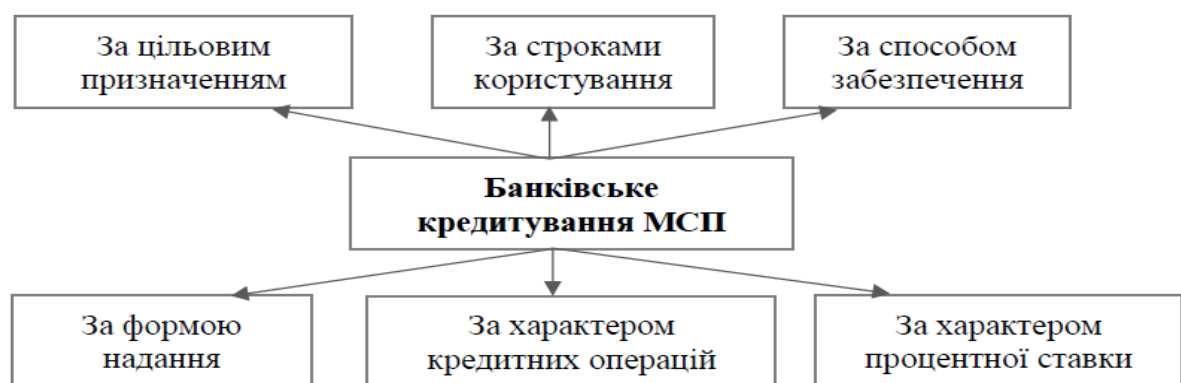 За цільовим
призначенням
За строками
користування
За способом
забезпечення
Банківське
кредитування МСП
За формою
надання
За характером
кредитних операцій
За характером
процентної ставки